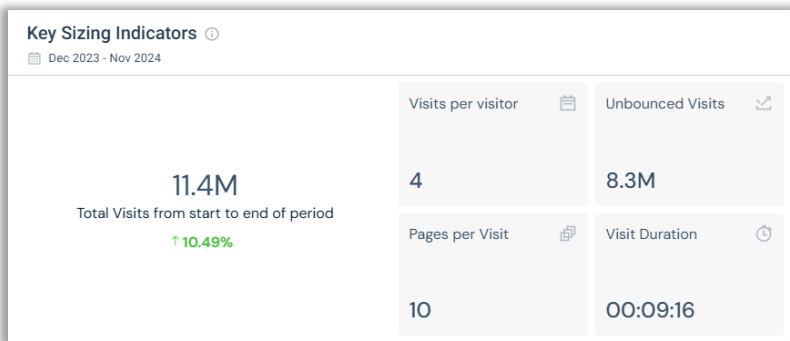 Key Sizing Indicators
Dec 2023 - Nov 2024
11.4M
Total Visits from start to end of period
↑ 10.49%
Visits per visitor
4
Unbounced Visits
8.3M
Pages per Visit
10
Visit Duration
00:09:16